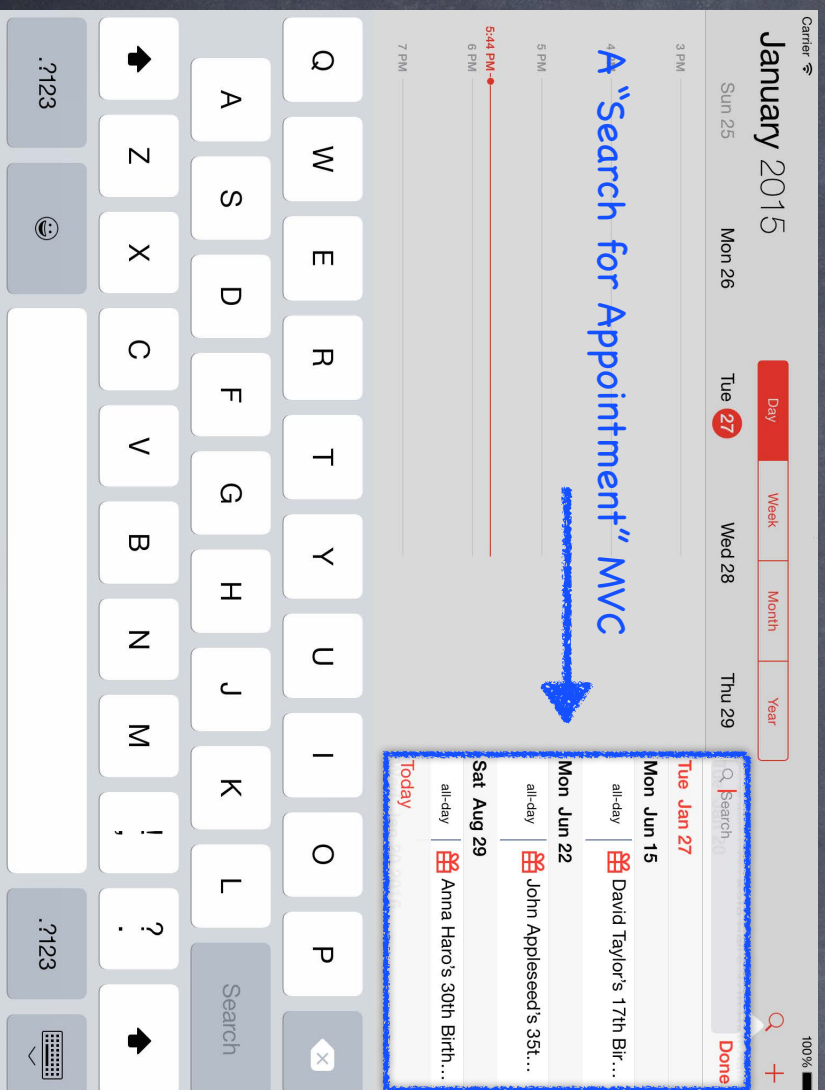 Carrier
100%
January 2015
Day
Week
Month
Year
Sun 25
Mon 26
Tue 27
Wed 28
Thu 29
3 PM
5 PM
5:44 PM
6 PM
7 PM
A “Search for Appointment” MVC
Search
Done
Tue Jan 27
Mon Jun 15
all-day David Taylor's 17th Bir...
Mon Jun 22
all-day John Appleseed's 35t...
Sat Aug 29
all-day Anna Haro's 30th Birth...
Today
Q W E R T Y U I O P
A S D F G H J K L Search
Z X C V B N M ! , ? .
.?123 .?123